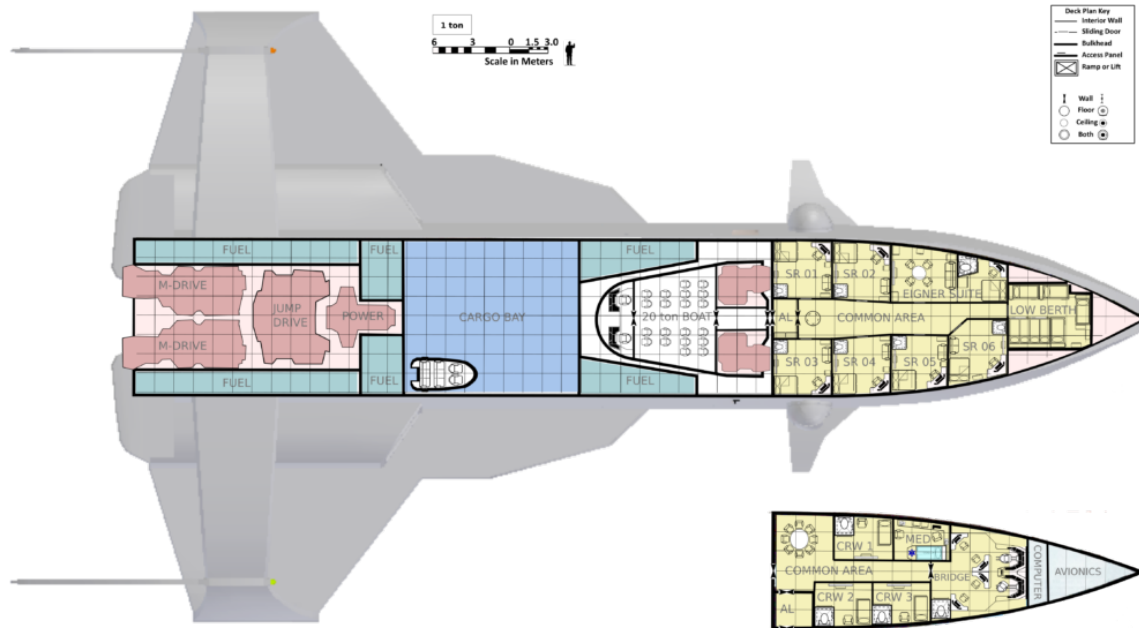 1 ton
6 3 0 1.5 3.0
Scale in Meters
Deck Plan Key
Interior Wall
Sliding Door
Bulkhead
Access Panel
Ramp or Lift
Wall
Floor
Ceiling
Both
FUEL FUEL FUEL
M-DRIVE
SR 01 SR 02
EIGNER SUITE
JUMP
DRIVE
POWER CARGO BAY 20 ton BOAT AL COMMON AREA LOW BERTH
M-DRIVE
SR 03 SR 04 SR 05 SR 06
FUEL FUEL FUEL
CRW 1 MED
COMMON AREA BRIDGE COMPUTER AVIONICS
CRW 2 CRW 3
AL